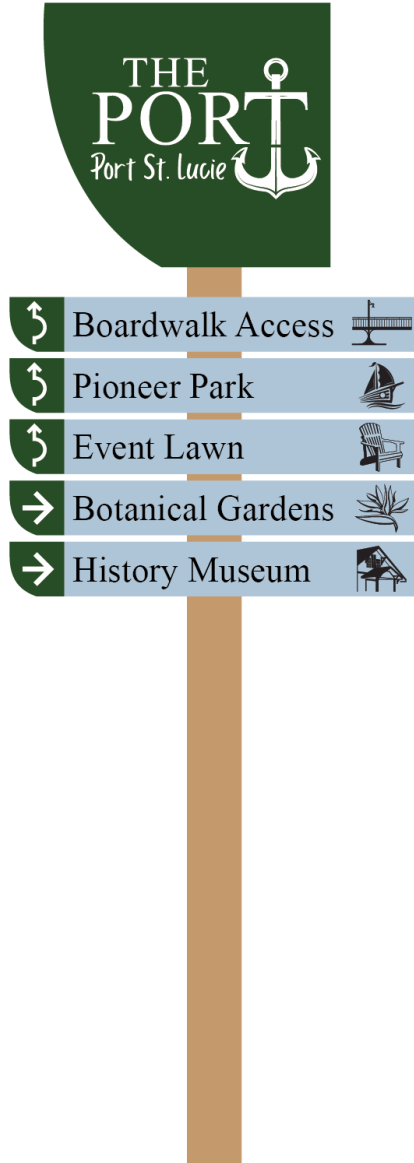 THE
PORT
Port St. Lucie
Boardwalk Access
Pioneer Park
Event Lawn
Botanical Gardens
History Museum